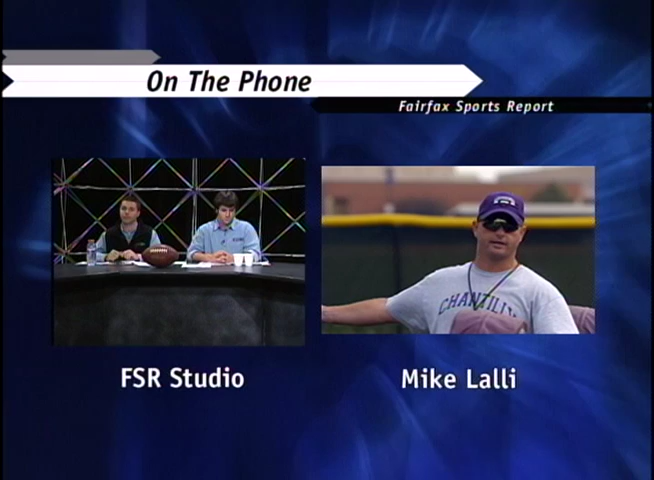 On The Phone
Fairfax Sports Report
CHANTILLY
FSR Studio
Mike Lalli